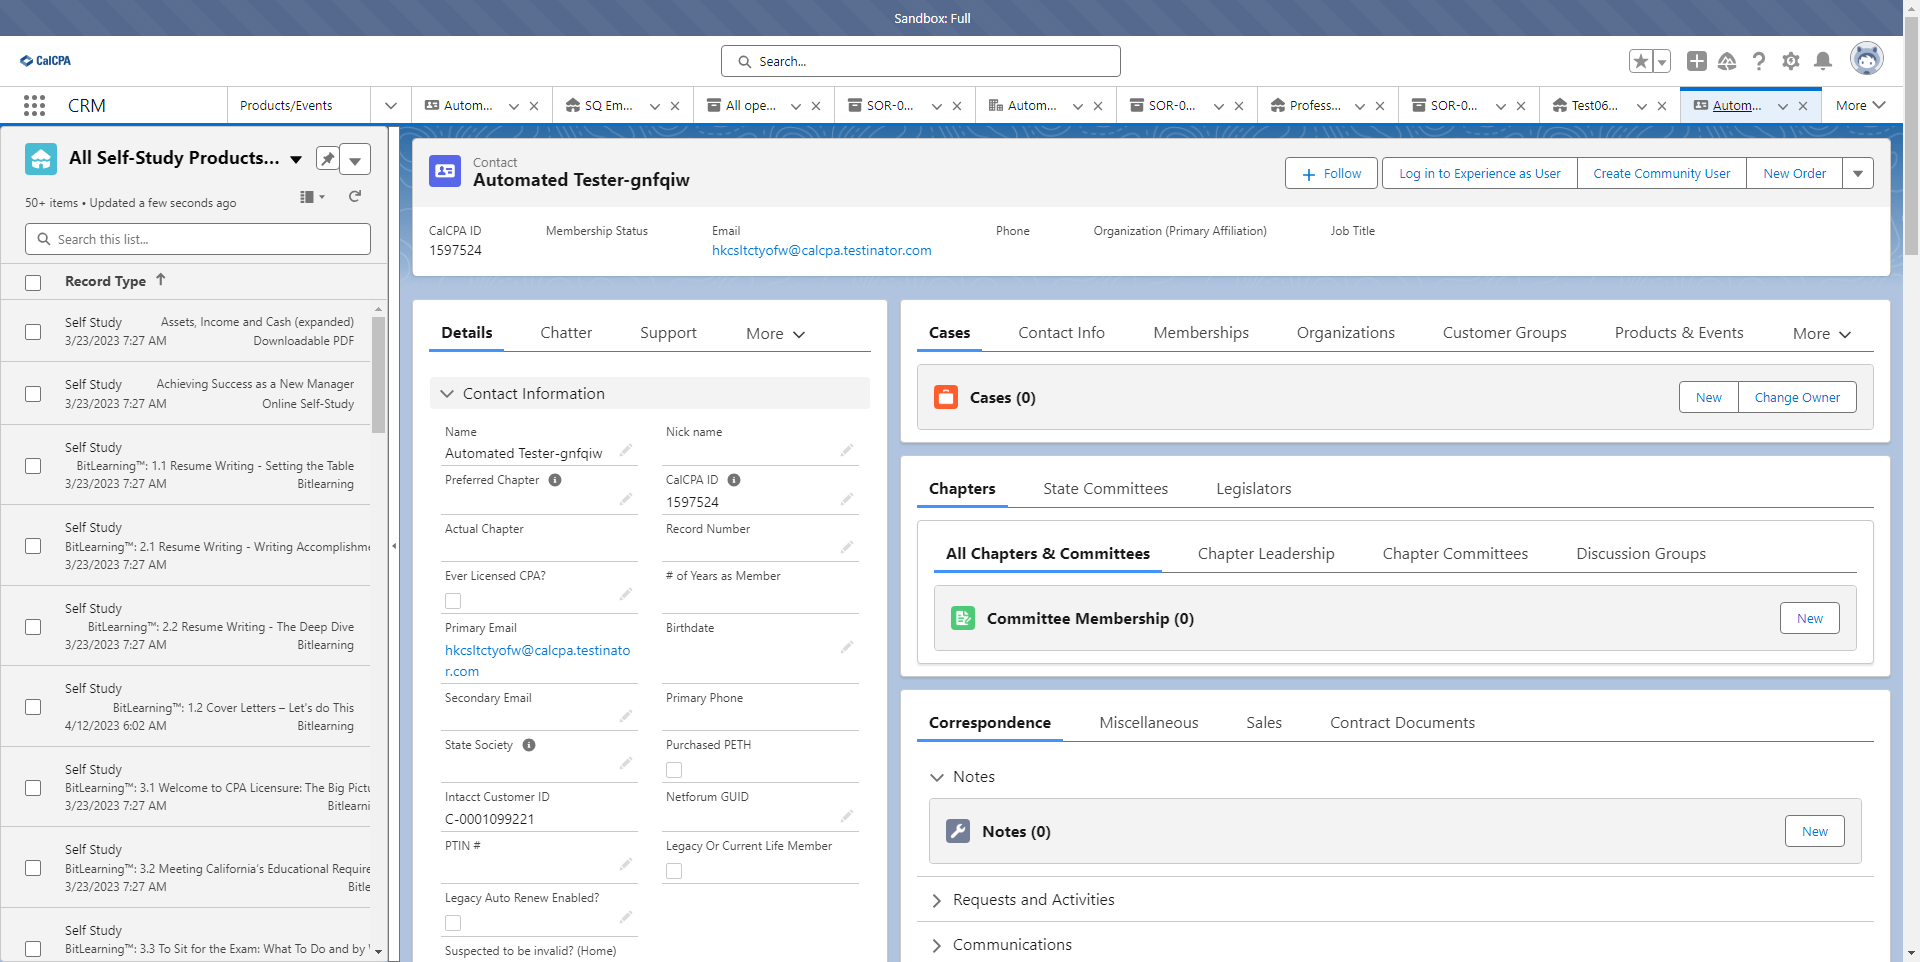 Sandbox: Full
CalCPA
Search...
CRM
Products/Events
Autom...
SQ Em...
All ope...
SOR-0...
Autom...
SOR-0...
Profess...
SOR-0...
Test06...
Autom...
More
All Self-Study Products...
50+ items • Updated a few seconds ago
Search this list...
Record Type
Self Study
Assets, Income and Cash (expanded)
3/23/2023 7:27 AM
Downloadable PDF
Self Study
Achieving Success as a New Manager
3/23/2023 7:27 AM
Online Self-Study
Self Study
BitLearning™: 1.1 Resume Writing - Setting the Table
3/23/2023 7:27 AM
Bitlearning
Self Study
BitLearning™: 2.1 Resume Writing - Writing Accomplishme
3/23/2023 7:27 AM
Self Study
BitLearning™: 2.2 Resume Writing - The Deep Dive
3/23/2023 7:27 AM
Bitlearning
Self Study
BitLearning™: 1.2 Cover Letters – Let's do This
4/12/2023 6:02 AM
Bitlearning
Self Study
BitLearning™: 3.1 Welcome to CPA Licensure: The Big Pictu
3/23/2023 7:27 AM
Bitlearni
Self Study
BitLearning™: 3.2 Meeting California's Educational Require
3/23/2023 7:27 AM
Bitle
Self Study
BitLearning™: 3.3 To Sit for the Exam: What To Do and by
Contact
Automated Tester-gnfqiw
Follow
Log in to Experience as User
Create Community User
New Order
CalCPA ID
1597524
Membership Status
Email
hkcsltctyofw@calcpa.testinator.com
Phone
Organization (Primary Affiliation)
Job Title
Details
Chatter
Support
More
Contact Information
Name
Automated Tester-gnfqiw
Nick name
Preferred Chapter
CalCPA ID
1597524
Actual Chapter
Record Number
Ever Licensed CPA?
# of Years as Member
Primary Email
hkcsltctyofw@calcpa.testinato
r.com
Birthdate
Secondary Email
Primary Phone
State Society
Purchased PETH
Intacct Customer ID
C-0001099221
Netforum GUID
PTIN #
Legacy Or Current Life Member
Legacy Auto Renew Enabled?
Suspected to be invalid? (Home)
Cases
Contact Info
Memberships
Organizations
Customer Groups
Products & Events
More
Cases (0)
New
Change Owner
Chapters
State Committees
Legislators
All Chapters & Committees
Chapter Leadership
Chapter Committees
Discussion Groups
Committee Membership (0)
New
Correspondence
Miscellaneous
Sales
Contract Documents
Notes
Notes (0)
New
Requests and Activities
Communications